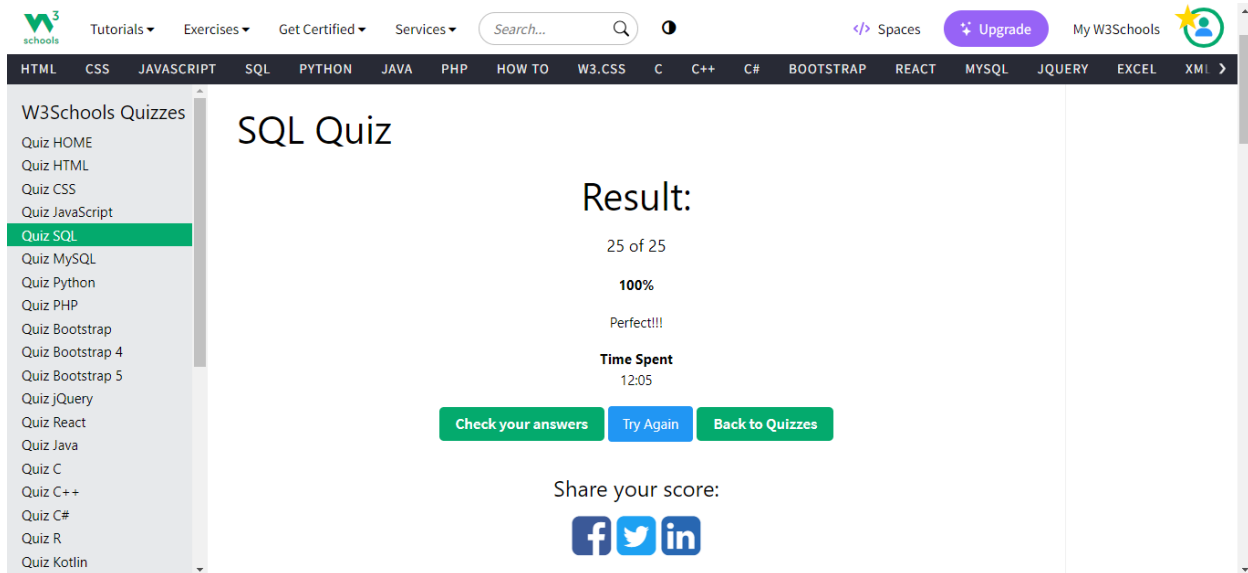 W3 schools
Tutorials Exercises Get Certified Services Search... </> Spaces Upgrade My W3Schools
HTML CSS JAVASCRIPT SQL PYTHON JAVA PHP HOW TO W3.CSS C C++ C# BOOTSTRAP REACT MYSQL JQUERY EXCEL XML
W3Schools Quizzes
Quiz HOME
Quiz HTML
Quiz CSS
Quiz JavaScript
Quiz SQL
Quiz MySQL
Quiz Python
Quiz PHP
Quiz Bootstrap
Quiz Bootstrap 4
Quiz Bootstrap 5
Quiz jQuery
Quiz React
Quiz Java
Quiz C
Quiz C++
Quiz C#
Quiz R
Quiz Kotlin
SQL Quiz
Result:
25 of 25
100%
Perfect!!!
Time Spent
12:05
Check your answers Try Again Back to Quizzes
Share your score:
f in